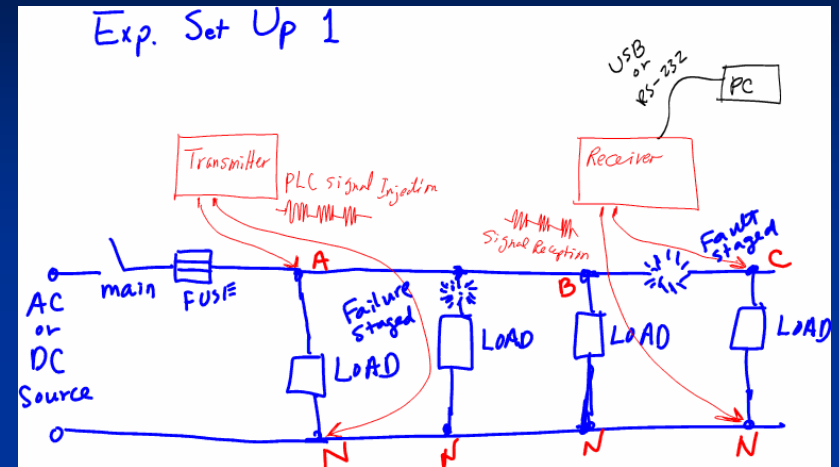 Exp. Set Up 1
USB
or
RS-232
PC
Transmitter
PLC signal Injection
Receiver
Signal Reception
Fault
staged
A
B
C
main
FUSE
AC
or
DC
Source
Failure
staged
LOAD
LOAD
LOAD
LOAD
N
N
N
N